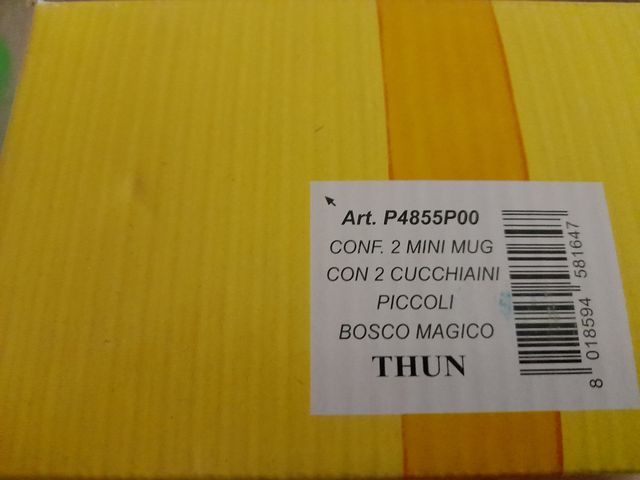 Art. P4855P00
CONF. 2 MINI MUG
CON 2 CUCCHIAINI
PICCOLI
BOSCO MAGICO
THUN
8 018594 581647